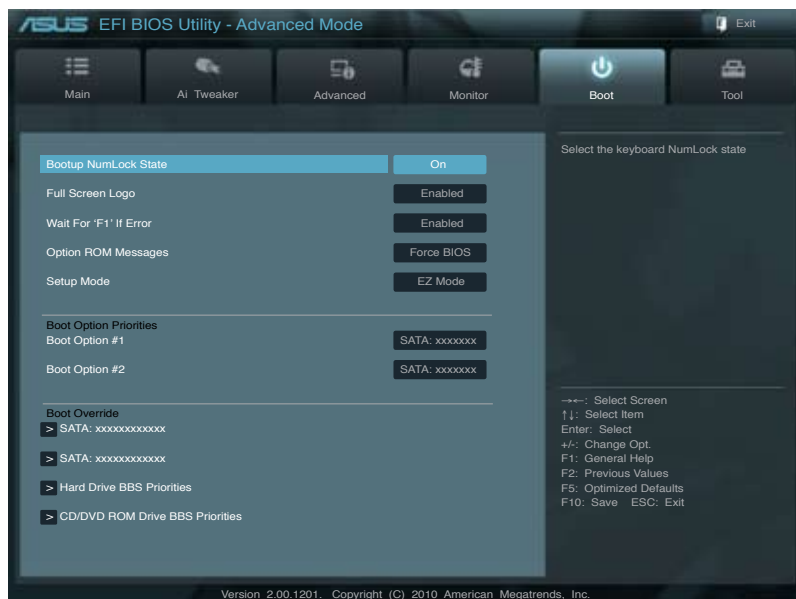 ASUS EFI BIOS Utility - Advanced Mode
Exit
Main Ai Tweaker Advanced Monitor Boot Tool
Bootup NumLock State On
Full Screen Logo Enabled
Wait For ‘F1’ If Error Enabled
Option ROM Messages Force BIOS
Setup Mode EZ Mode
Boot Option Priorities
Boot Option #1 SATA: xxxxxxx
Boot Option #2 SATA: xxxxxxx
Boot Override
> SATA: xxxxxxxxxxxx
> SATA: xxxxxxxxxxxx
> Hard Drive BBS Priorities
> CD/DVD ROM Drive BBS Priorities
Select the keyboard NumLock state
→←: Select Screen
↑↓: Select Item
Enter: Select
+/-: Change Opt.
F1: General Help
F2: Previous Values
F5: Optimized Defaults
F10: Save ESC: Exit
Version 2.00.1201. Copyright (C) 2010 American Megatrends, Inc.